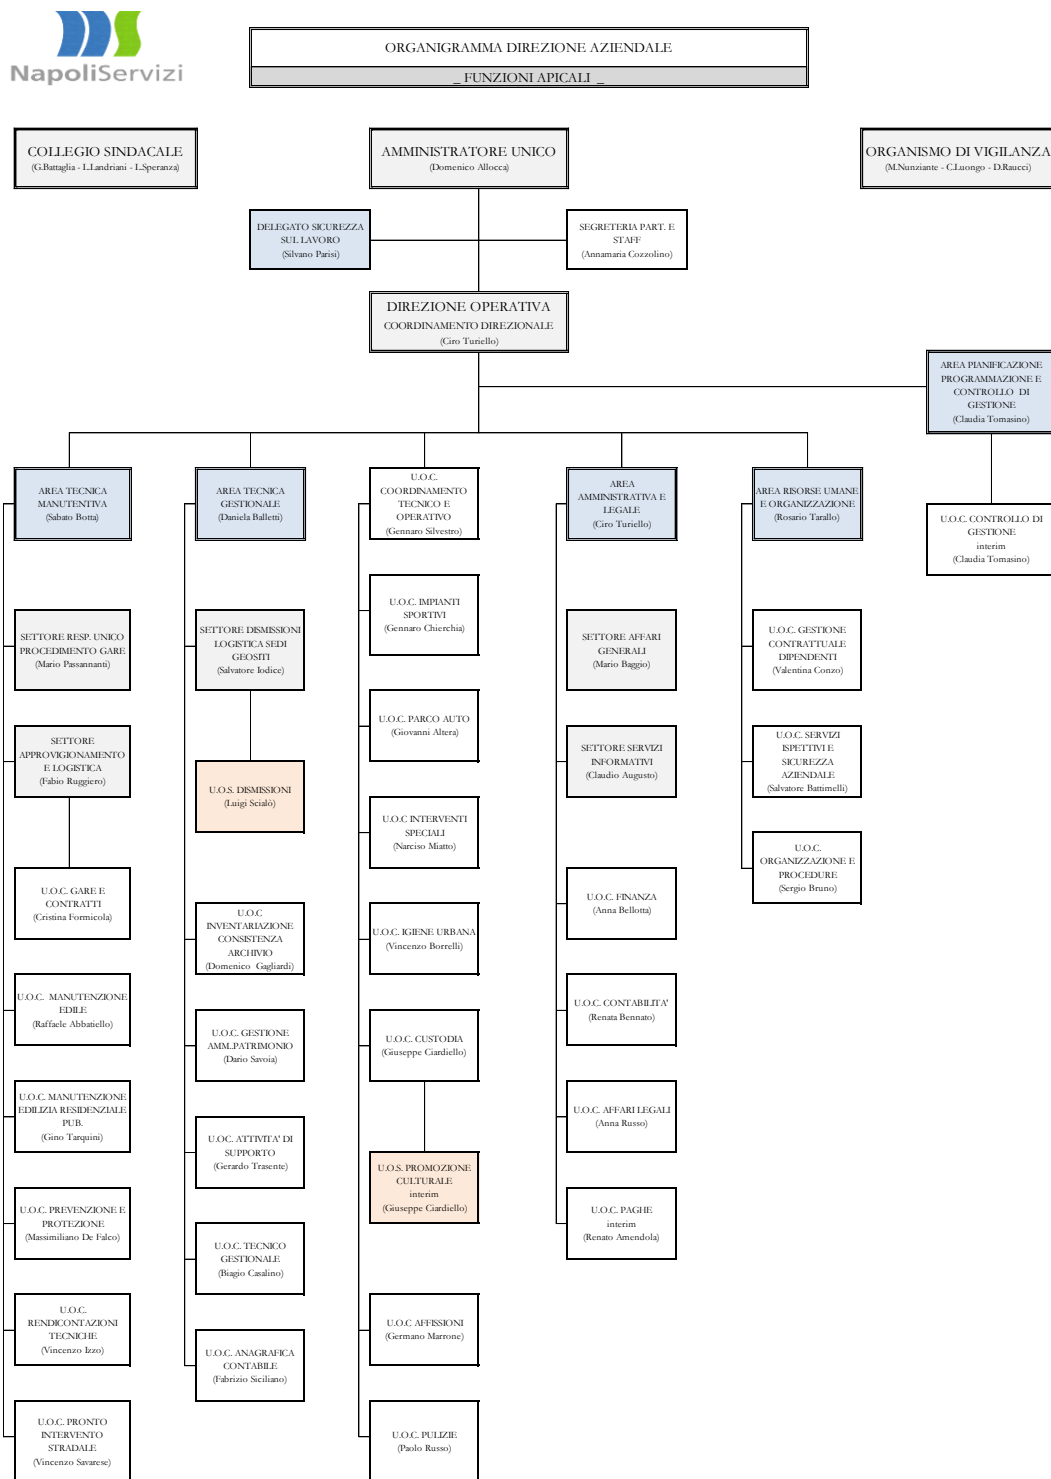 NapoliServizi
ORGANIGRAMMA DIREZIONE AZIENDALE
_ FUNZIONI APICALI _
COLLEGIO SINDACALE
(G.Battaglia - L.Landriani - L.Speranza)
AMMINISTRATORE UNICO
(Domenico Allocca)
ORGANISMO DI VIGILANZA
(M.Nunziante - C.Luongo - D.Raucci)
DELEGATO SICUREZZA
SUL LAVORO
(Silvano Parisi)
SEGRETERIA PART. E
STAFF
(Annamaria Cozzolino)
DIREZIONE OPERATIVA
COORDINAMENTO DIREZIONALE
(Ciro Turiello)
AREA PIANIFICAZIONE
PROGRAMMAZIONE E
CONTROLLO DI
GESTIONE
(Claudia Tomasino)
AREA TECNICA
MANUTENTIVA
(Sabato Botta)
AREA TECNICA
GESTIONALE
(Daniela Balletti)
U.O.C.
COORDINAMENTO
TECNICO E
OPERATIVO
(Gennaro Silvestro)
AREA
AMMINISTRATIVA E
LEGALE
(Ciro Turiello)
AREA RISORSE UMANE
E ORGANIZZAZIONE
(Rosario Tarallo)
U.O.C. CONTROLLO DI
GESTIONE
interim
(Claudia Tomasino)
SETTORE RESP. UNICO
PROCEDIMENTO GARE
(Mario Passannanti)
SETTORE DISMISSIONI
LOGISTICA SEDI
GEOSITI
(Salvatore Iodice)
U.O.C. IMPIANTI
SPORTIVI
(Gennaro Chierchia)
SETTORE AFFARI
GENERALI
(Mario Baggio)
U.O.C. GESTIONE
CONTRATTUALE
DIPENDENTI
(Valentina Conzo)
SETTORE
APPROVIGIONAMENTO
E LOGISTICA
(Fabio Ruggiero)
U.O.S. DISMISSIONI
(Luigi Scialò)
U.O.C. PARCO AUTO
(Giovanni Altera)
SETTORE SERVIZI
INFORMATIVI
(Claudio Augusto)
U.O.C. SERVIZI
ISPETTIVI E
SICUREZZA
AZIENDALE
(Salvatore Battimelli)
U.O.C INTERVENTI
SPECIALI
(Narciso Miatto)
U.O.C.
ORGANIZZAZIONE E
PROCEDURE
(Sergio Bruno)
U.O.C. GARE E
CONTRATTI
(Cristina Formicola)
U.O.C
INVENTARIAZIONE
CONSISTENZA
ARCHIVIO
(Domenico Gagliardi)
U.O.C. IGIENE URBANA
(Vincenzo Borrelli)
U.O.C. FINANZA
(Anna Bellotta)
U.O.C. MANUTENZIONE
EDILE
(Raffaele Abbatiello)
U.O.C. GESTIONE
AMM..PATRIMONIO
(Dario Savoia)
U.O.C. CUSTODIA
(Giuseppe Ciardiello)
U.O.C. CONTABILITA'
(Renata Bennato)
U.O.C. MANUTENZIONE
EDILIZIA RESIDENZIALE
PUB.
(Gino Tarquini)
UOC. ATTIVITA' DI
SUPPORTO
(Gerardo Trasente)
U.O.S. PROMOZIONE
CULTURALE
interim
(Giuseppe Ciardiello)
U.O.C. AFFARI LEGALI
(Anna Russo)
U.O.C. PREVENZIONE E
PROTEZIONE
(Massimiliano De Falco)
U.O.C. TECNICO
GESTIONALE
(Biagio Casalino)
U.O.C. PAGHE
interim
(Renato Amendola)
U.O.C.
RENDICONTAZIONI
TECNICHE
(Vincenzo Izzo)
U.O.C. ANAGRAFICA
CONTABILE
(Fabrizio Siciliano)
U.O.C AFFISSIONI
(Germano Marrone)
U.O.C. PRONTO
INTERVENTO
STRADALE
(Vincenzo Savarese)
U.O.C. PULIZIE
(Paolo Russo)